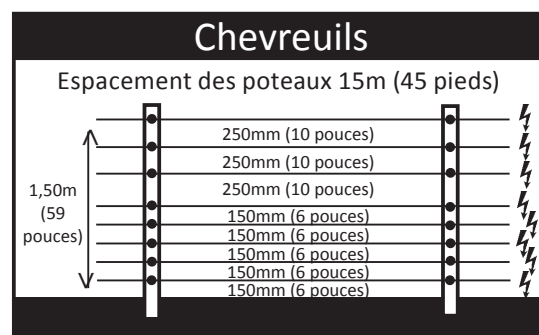 Chevreuils
Espacement des poteaux 15m (45 pieds)
250mm (10 pouces)
250mm (10 pouces)
250mm (10 pouces)
150mm (6 pouces)
150mm (6 pouces)
150mm (6 pouces)
150mm (6 pouces)
150mm (6 pouces)
1,50m
(59
pouces)